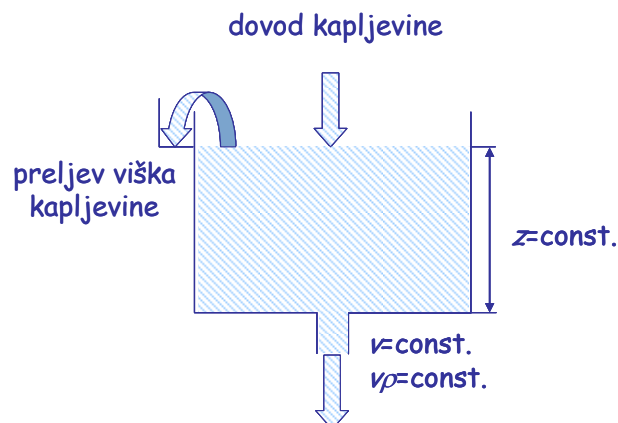 dovod kapljevine
preljev viška
kapljevine
z=const.
v=const.
vρ=const.